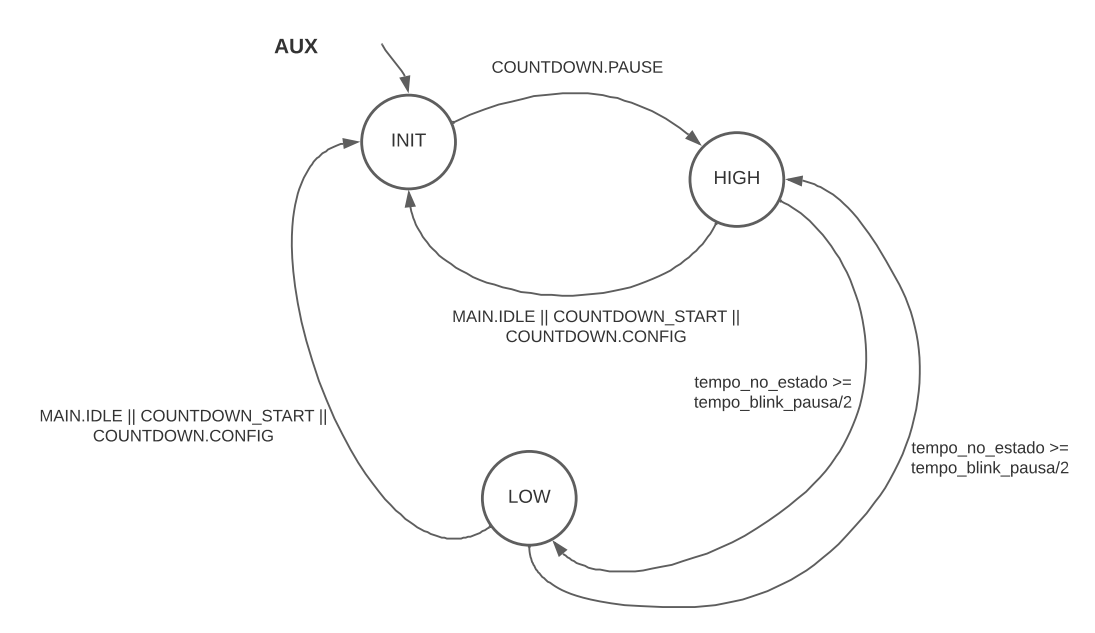 AUX
COUNTDOWN.PAUSE
INIT
HIGH
MAIN.IDLE || COUNTDOWN_START ||
COUNTDOWN.CONFIG
tempo_no_estado >=
tempo_blink_pausa/2
MAIN.IDLE || COUNTDOWN_START ||
COUNTDOWN.CONFIG
tempo_no_estado >=
tempo_blink_pausa/2
LOW